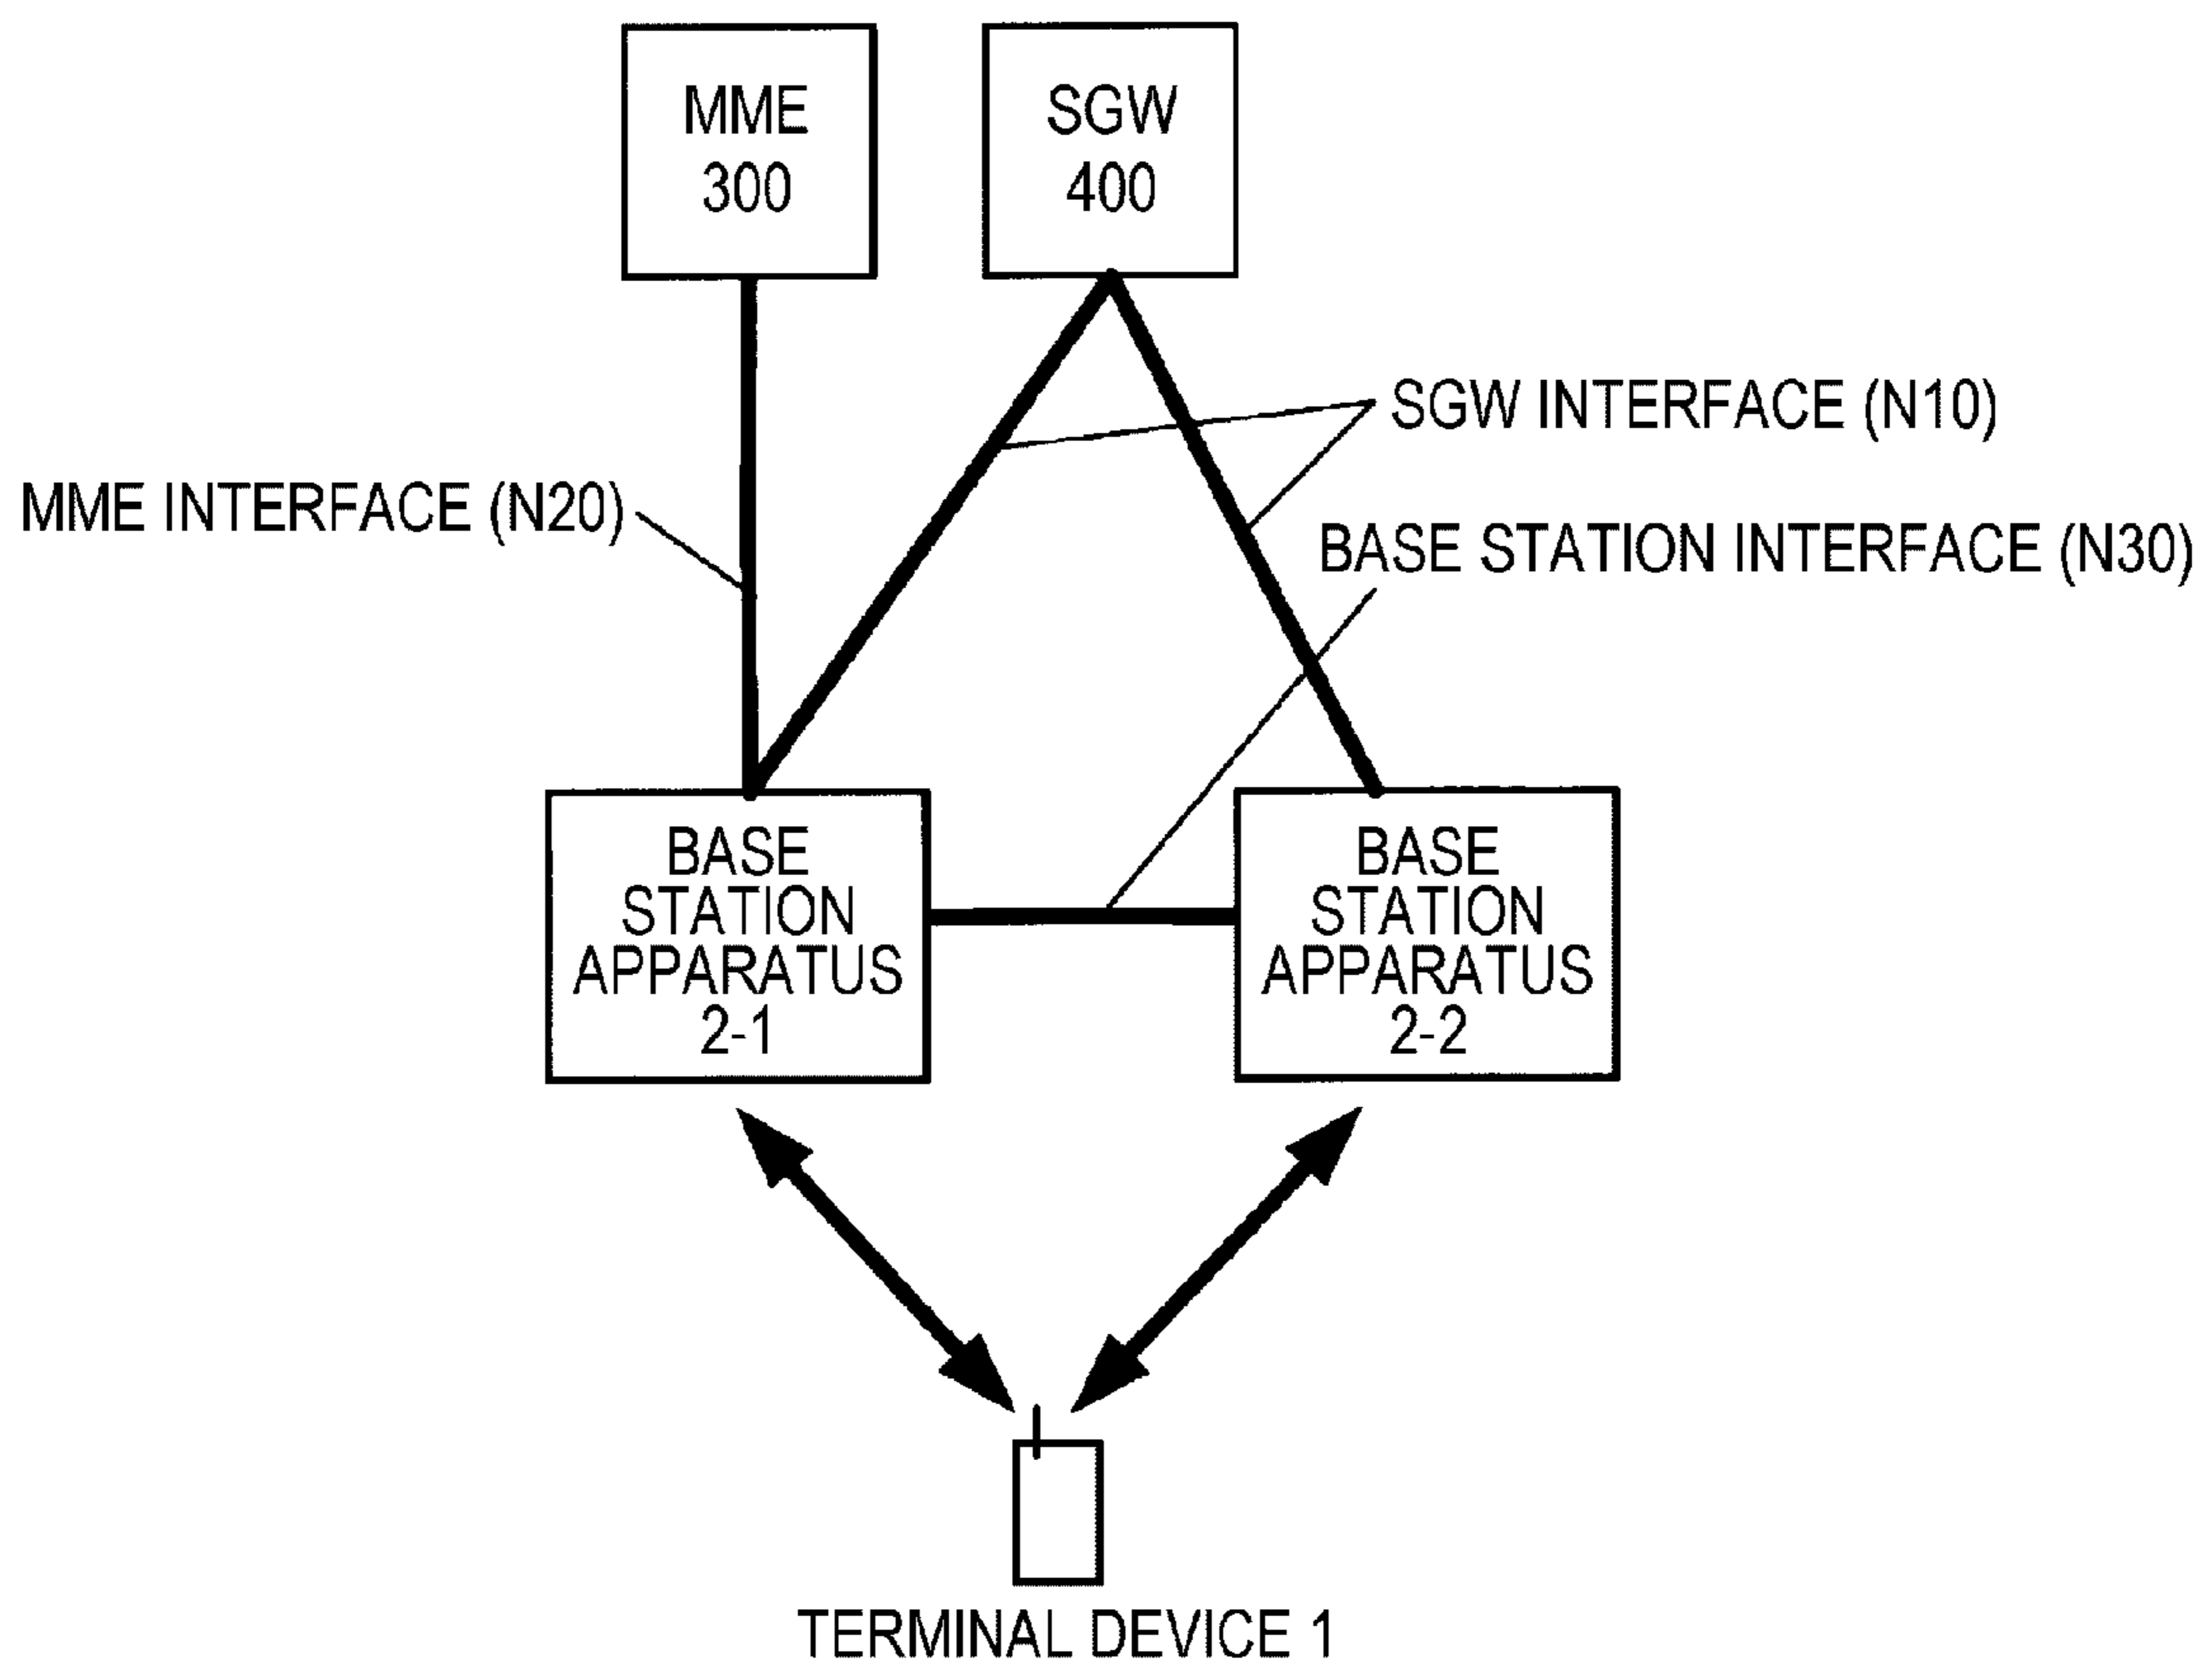 MME
300
SGW
400
SGW INTERFACE (N10)
MME INTERFACE (N20)
BASE STATION INTERFACE (N30)
BASE
STATION
APPARATUS
2-1
BASE
STATION
APPARATUS
2-2
TERMINAL DEVICE 1